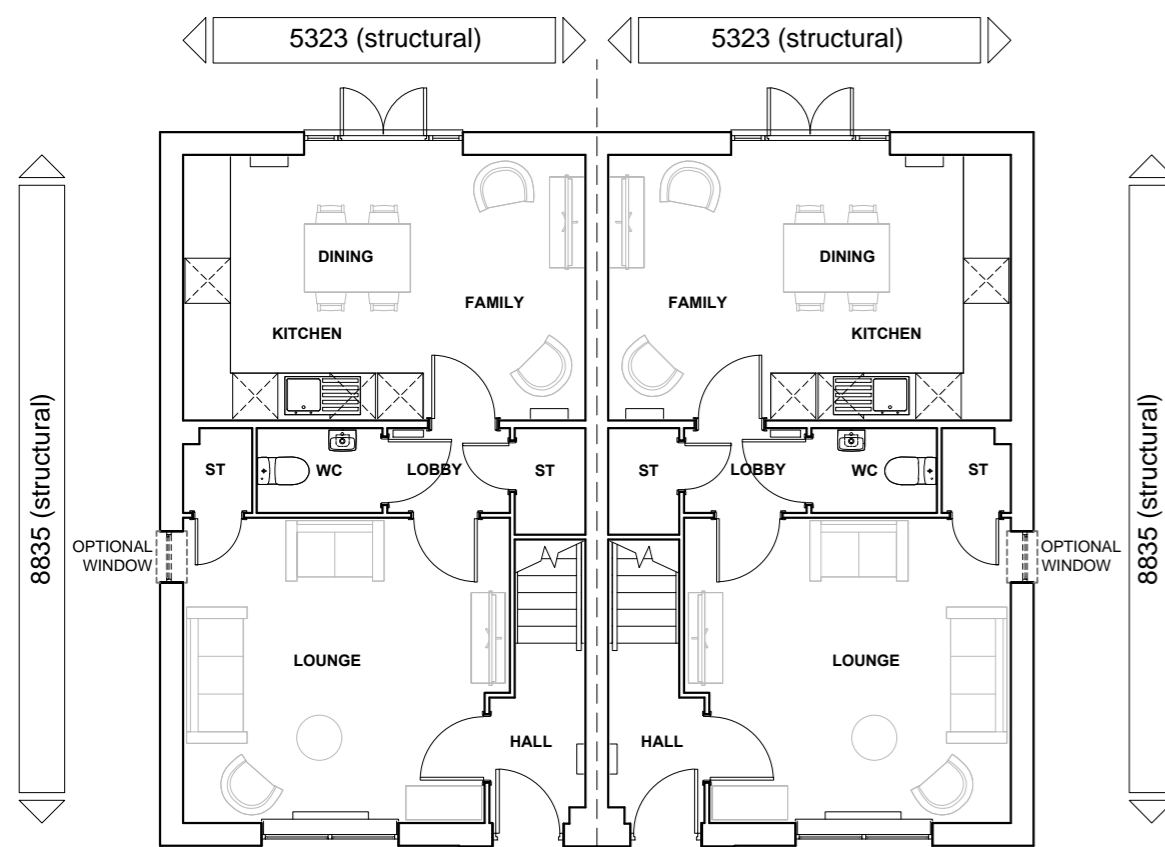 5323 (structural)
5323 (structural)
8835 (structural)
8835 (structural)
DINING
FAMILY
KITCHEN
DINING
FAMILY
KITCHEN
ST
WC
LOBBY
ST
ST
LOBBY
WC
ST
OPTIONAL
WINDOW
OPTIONAL
WINDOW
LOUNGE
LOUNGE
HALL
HALL